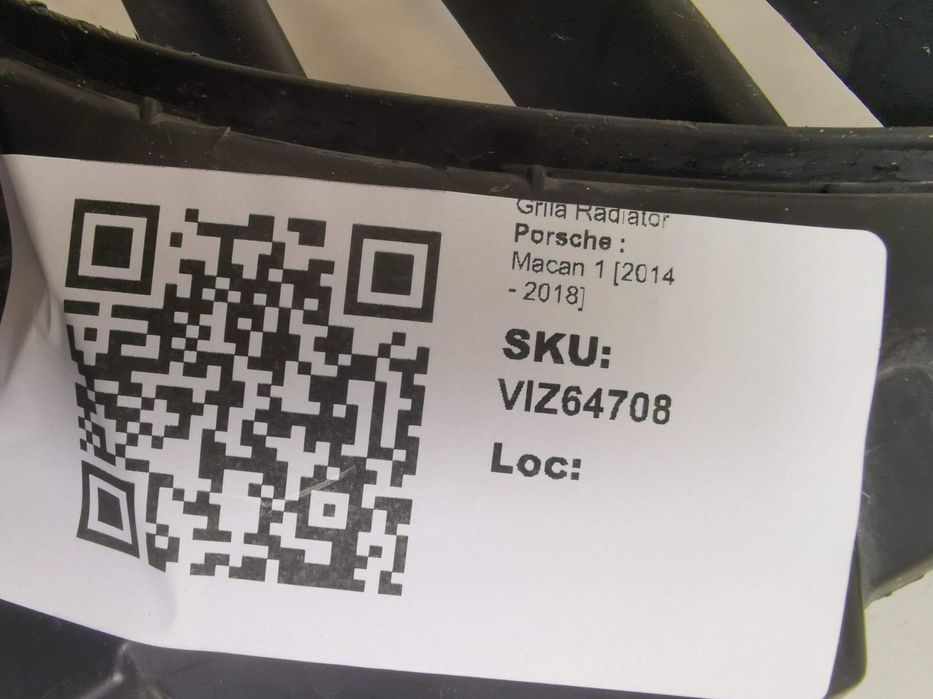 Grila Radiator
Porsche :
Macan 1 [2014
- 2018]
SKU:
VIZ64708
Loc: